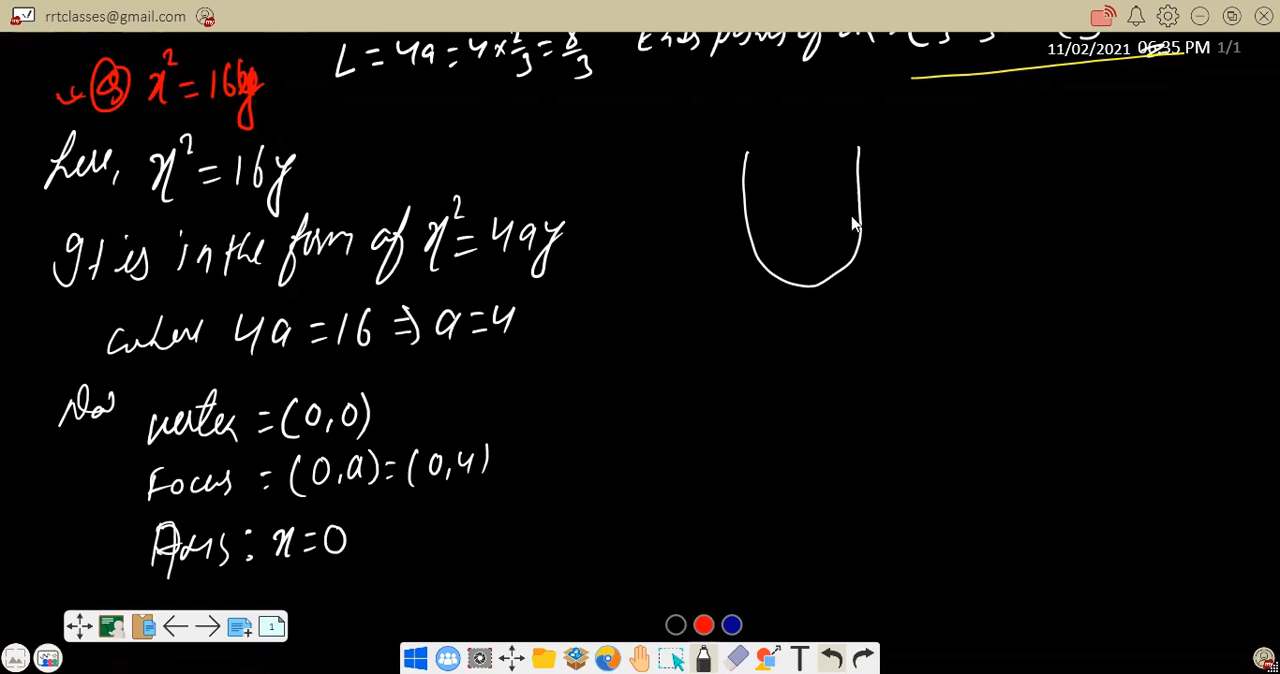 rrtclasses@gmail.com
11/02/2021 06:35 PM 1/1
L = 4a = 4 × 2/3 = 8/3
Q x² = 16y
here, x² = 16y
It is in the form of x² = 4ay
where 4a = 16 ⇒ a = 4
Now
vertex = (0,0)
Focus = (0,a) = (0,4)
Axis : x = 0
1
T